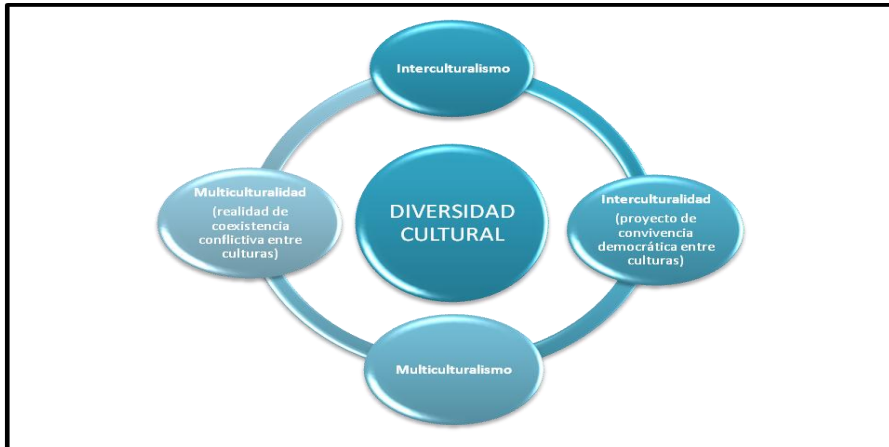 Interculturalismo
Multiculturalidad
(realidad de
coexistencia
conflictiva entre
culturas)
DIVERSIDAD
CULTURAL
Interculturalidad
(proyecto de
convivencia
democrática entre
culturas)
Multiculturalismo